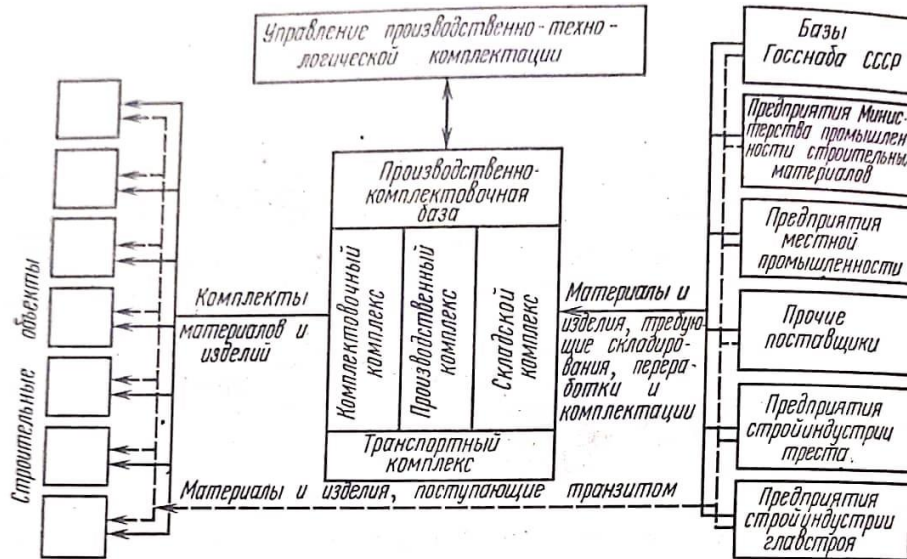 Управление производственно-техно-
логической комплектации
Строительные объекты
Комплекты
материалов и
изделий
Производственно-
комплектовочная
база
Комплектовочный
комплекс
Производственный
комплекс
Складской
комплекс
Транспортный
комплекс
Материалы и
изделия, требую-
щие складиро-
вания, перера-
ботки и
комплектации
Материалы и изделия, поступающие транзитом
Базы
Госснаба СССР
Предприятия Минис-
терства промышлен-
ности строительных
материалов
Предприятия
местной
промышленности
Прочие
поставщики
Предприятия
стройиндустрии
треста.
Предприятия
стройиндустрии
главстроя